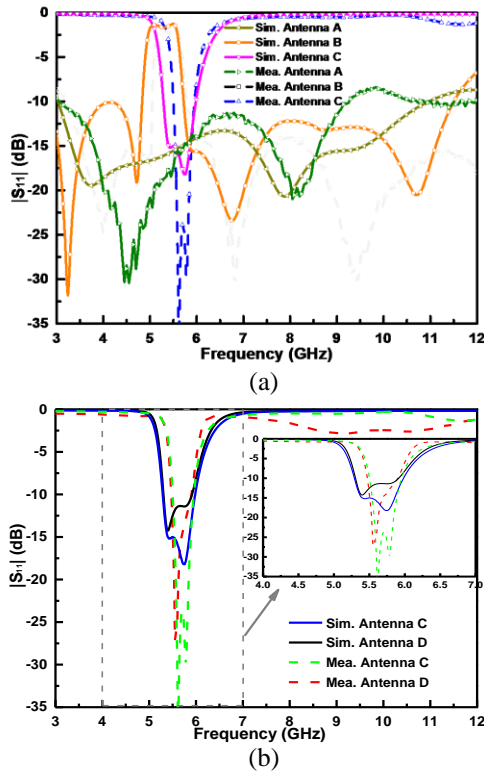 0
-5
-10
-15
-20
-25
-30
-35
|S₁₁| (dB)
Sim. Antenna A
Sim. Antenna B
Sim. Antenna C
Mea. Antenna A
Mea. Antenna B
Mea. Antenna C
3 4 5 6 7 8 9 10 11 12
Frequency (GHz)
(a)
0
-5
-10
-15
-20
-25
-30
-35
|S₁₁| (dB)
0
-5
-10
-15
-20
-25
-30
-35
4.0 4.5 5.0 5.5 6.0 6.5 7.0
Sim. Antenna C
Sim. Antenna D
Mea. Antenna C
Mea. Antenna D
3 4 5 6 7 8 9 10 11 12
Frequency (GHz)
(b)